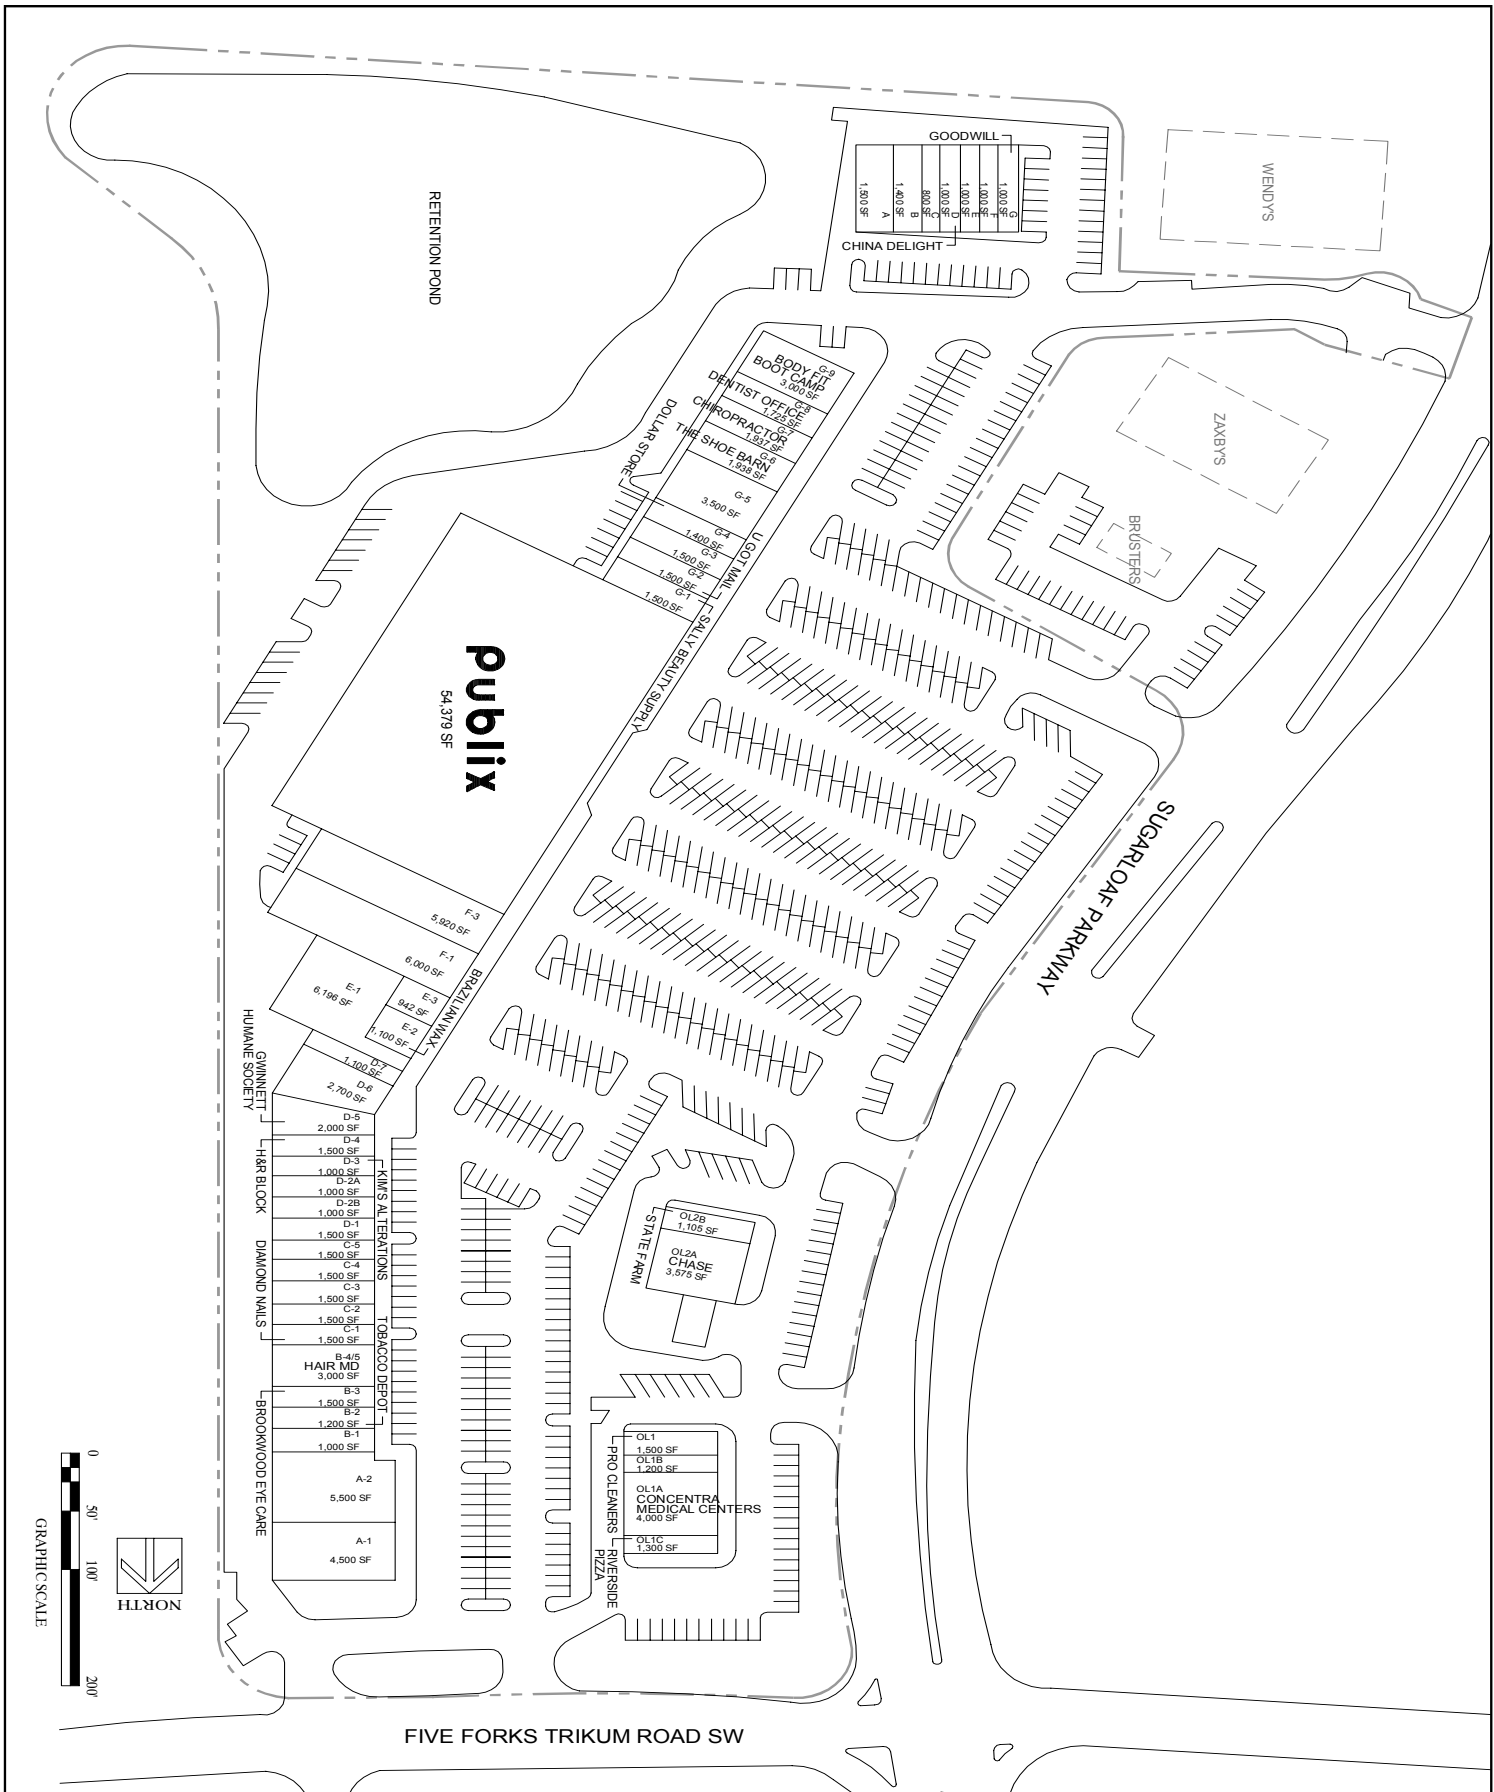 GOODWILL
WENDY'S
1,500 SF
A
1,400 SF
B
800 SF
C
1,000 SF
D
1,000 SF
E
1,000 SF
F
1,000 SF
G
CHINA DELIGHT
RETENTION POND
G-9
BODY FIT
BOOT CAMP
3,000 SF
G-8
DENTIST OFFICE
1,725 SF
G-7
CHIROPRACTOR
1,937 SF
G-6
THE SHOE BARN
1,938 SF
DOLLAR STORE
G-5
3,500 SF
G-4
1,400 SF
G-3
1,500 SF
G-2
1,500 SF
G-1
1,500 SF
U GOT MAIL
SALLY BEAUTY SUPPLY
ZAXBY'S
BRUSTERS
SUGARLOAF PARKWAY
publix
54,379 SF
F-3
5,920 SF
F-1
6,000 SF
E-1
6,196 SF
E-3
942 SF
E-2
1,100 SF
BRAZILIAN WAX
D-7
1,100 SF
D-6
2,700 SF
GWINNETT
HUMANE SOCIETY
D-5
2,000 SF
D-4
1,500 SF
D-3
1,000 SF
D-2A
1,000 SF
D-2B
1,000 SF
D-1
1,500 SF
C-5
1,500 SF
C-4
1,500 SF
C-3
1,500 SF
C-2
1,500 SF
C-1
1,500 SF
B-4/5
HAIR MD
3,000 SF
B-3
1,500 SF
B-2
1,200 SF
B-1
1,000 SF
A-2
5,500 SF
A-1
4,500 SF
H&R BLOCK
DIAMOND NAILS
BROOKWOOD EYE CARE
KIM'S ALTERATIONS
TOBACCO DEPOT
OL2B
1,105 SF
OL2A
CHASE
3,575 SF
STATE FARM
OL1
1,500 SF
OL1B
1,200 SF
OL1A
CONCENTRA
MEDICAL CENTERS
4,000 SF
OL1C
1,300 SF
PRO CLEANERS
RIVERSIDE
PIZZA
0
50'
100'
200'
GRAPHIC SCALE
NORTH
FIVE FORKS TRIKUM ROAD SW